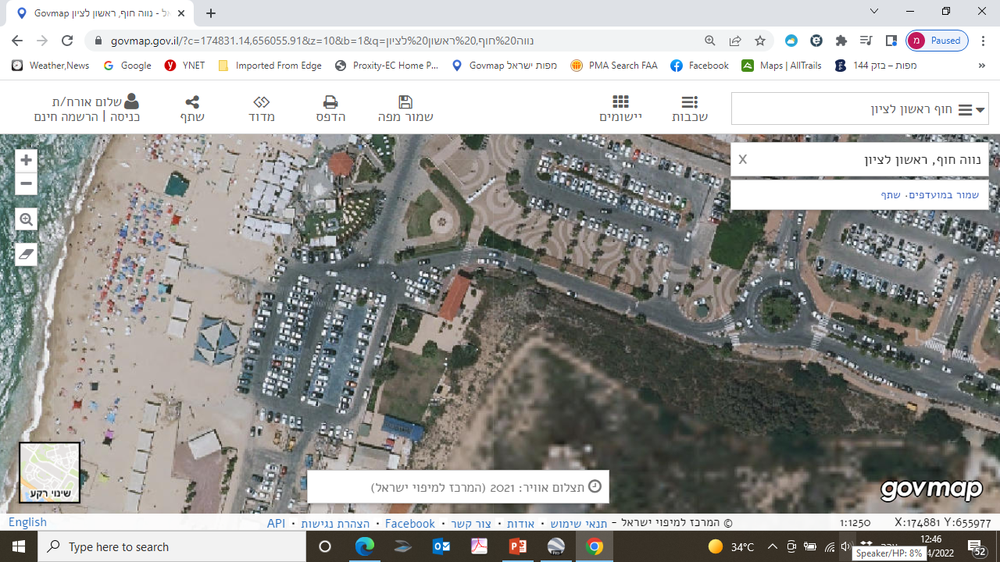 נווה חוף, ראשון לציון - Govmap
govmap.gov.il/?c=174831.14,656055.91&z=10&b=1&q=נווה%20חוף,%20ראשון%20לציון
Paused
Weather,News
Google
YNET
Imported From Edge
Proxity-EC Home P...
Govmap מפות ישראל
PMA Search FAA
Facebook
Maps | AllTrails
מפות – בזק 144
חוף ראשון לציון
שכבות
יישומים
שמור מפה
הדפס
מדוד
שתף
שלום אורח/ת
כניסה | הרשמה חינם
נווה חוף, ראשון לציון
X
שמור במועדפים · שתף
+
−
שינוי רקע
תצלום אוויר: 2021 (המרכז למיפוי ישראל)
govmap
English
© המרכז למיפוי ישראל - תנאי שימוש · אודות · צור קשר · Facebook · הצהרת נגישות · API
1:1250
X:174881 Y:655977
Type here to search
34°C
12:46
4/2022
Speaker/HP: 8%
52